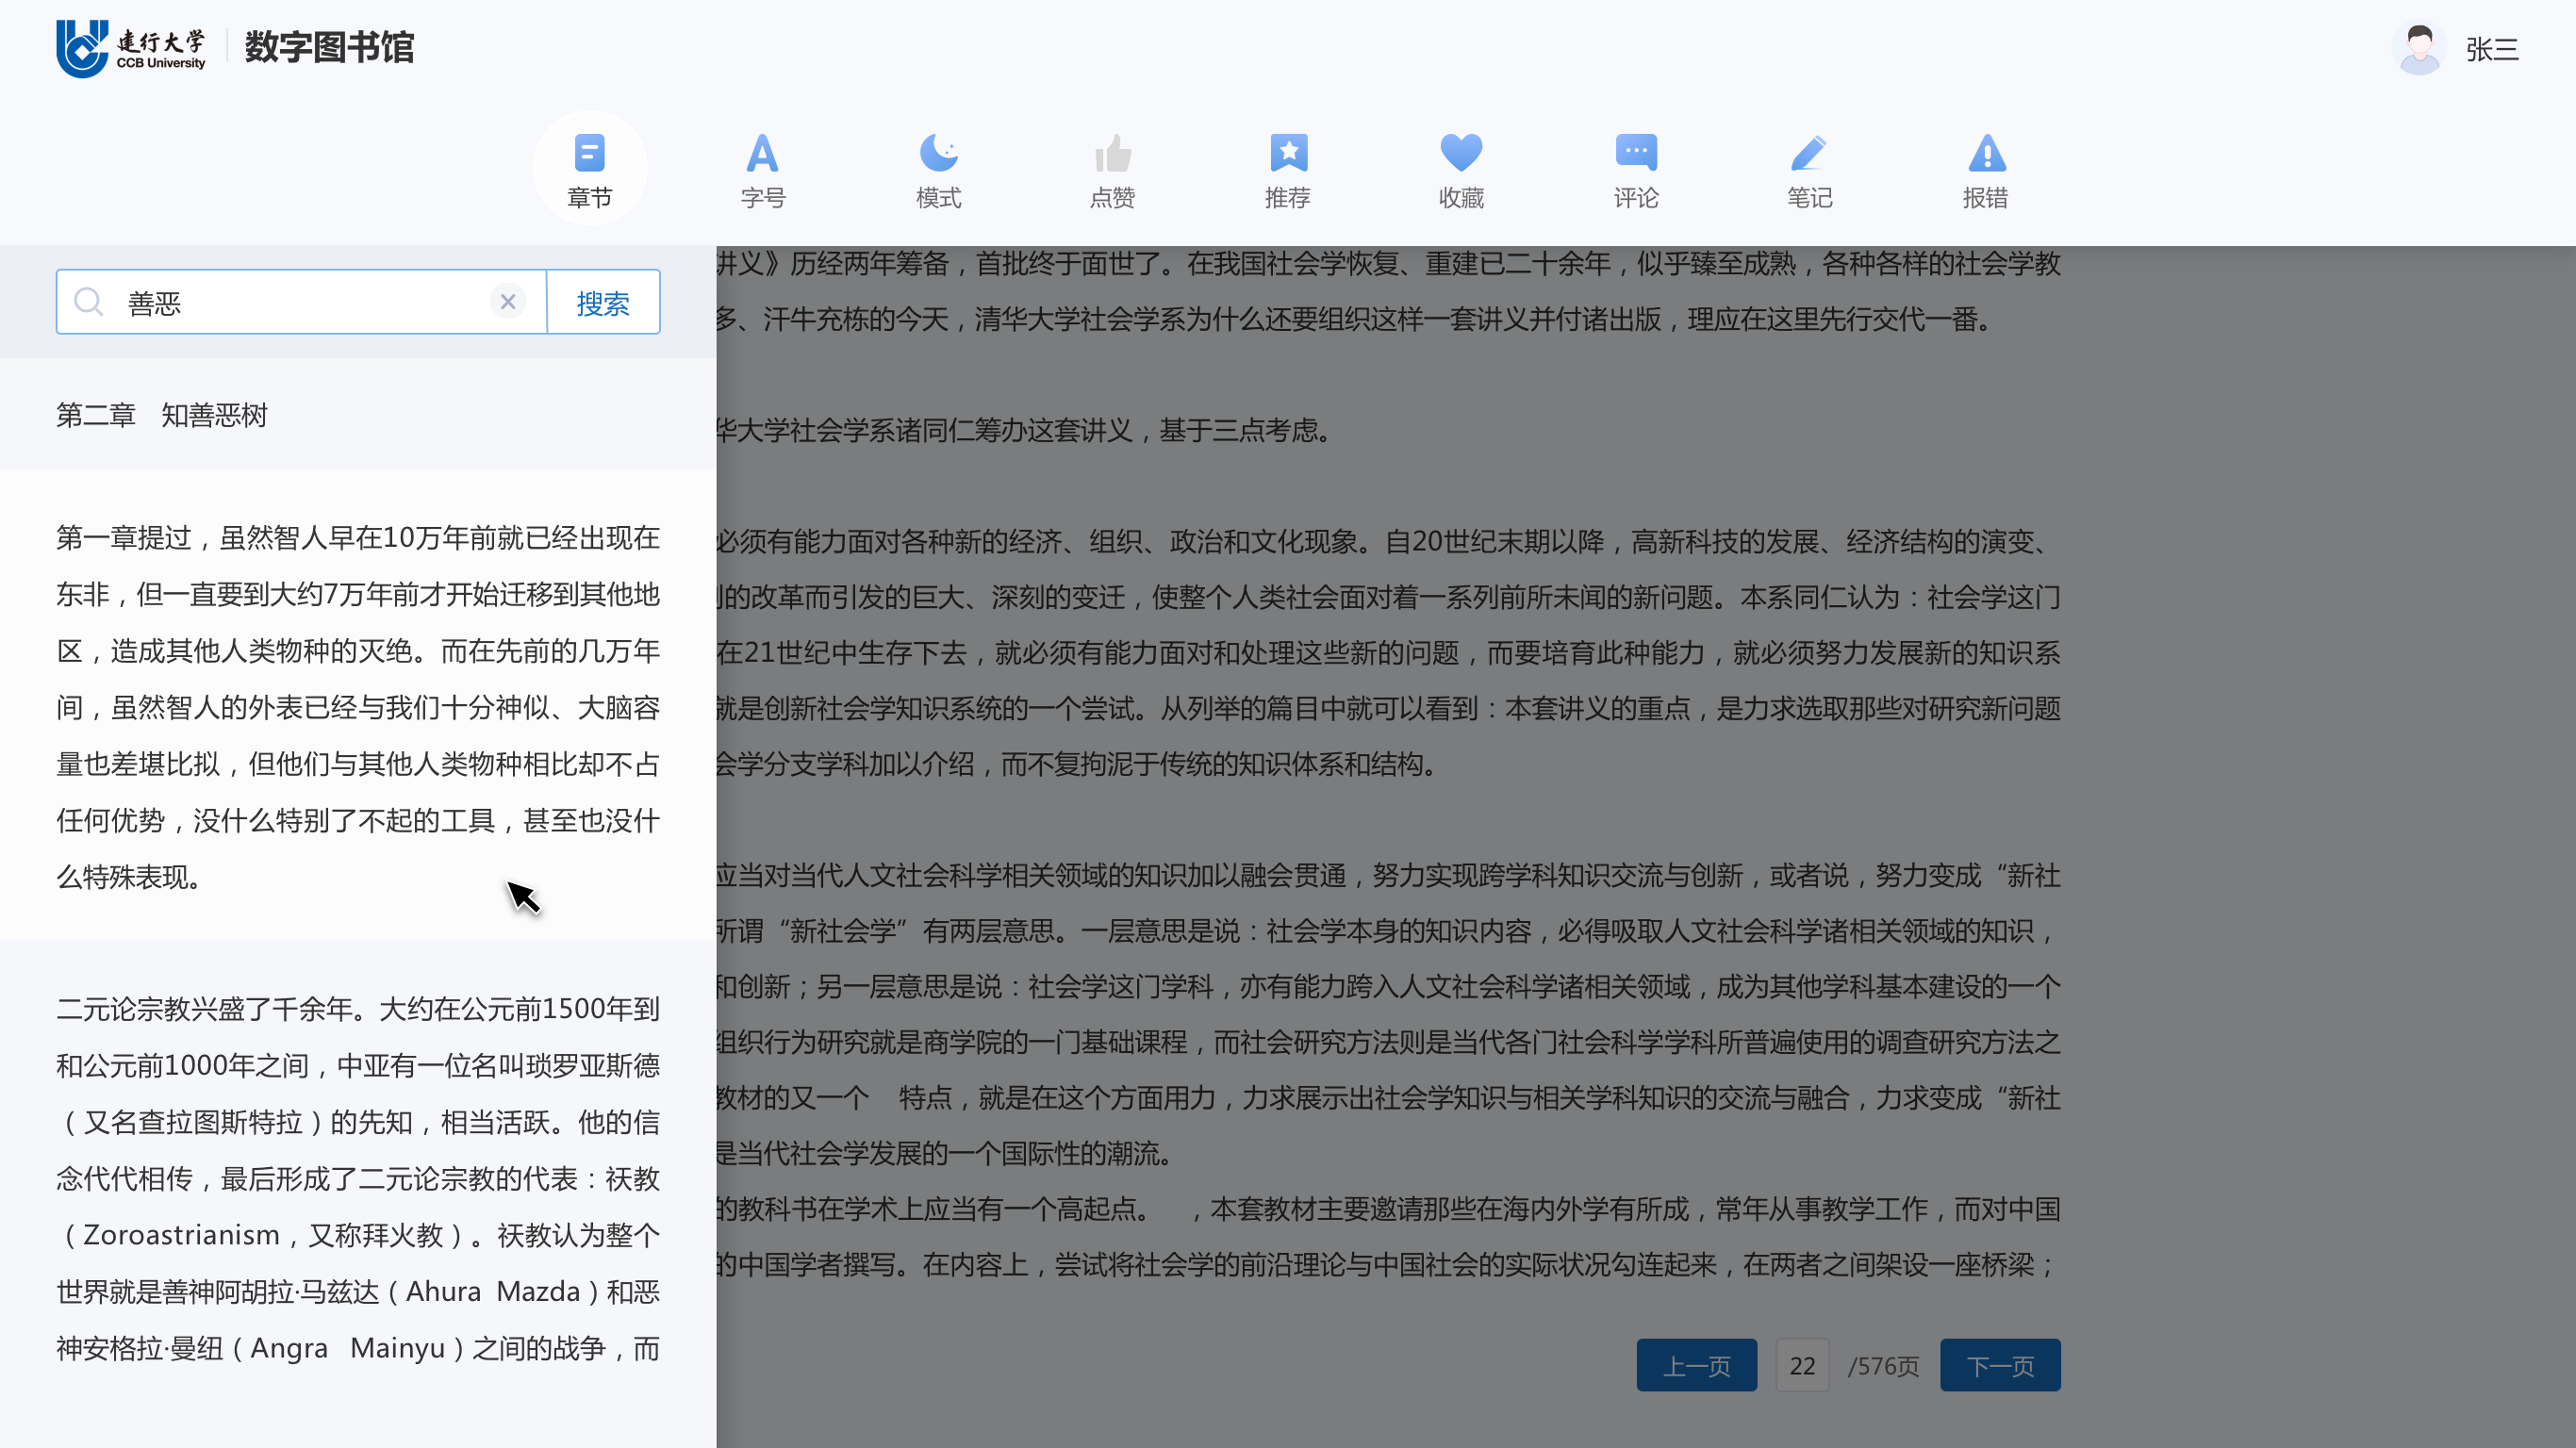 建行大学
CCB University
数字图书馆
张三
章节
字号
模式
点赞
推荐
收藏
评论
笔记
报错
善恶
搜索
第二章 知善恶树
第一章提过，虽然智人早在10万年前就已经出现在
东非，但一直要到大约7万年前才开始迁移到其他地
区，造成其他人类物种的灭绝。而在先前的几万年
间，虽然智人的外表已经与我们十分神似、大脑容
量也差堪比拟，但他们与其他人类物种相比却不占
任何优势，没什么特别了不起的工具，甚至也没什
么特殊表现。
二元论宗教兴盛了千余年。大约在公元前1500年到
和公元前1000年之间，中亚有一位名叫琐罗亚斯德
（又名查拉图斯特拉）的先知，相当活跃。他的信
念代代相传，最后形成了二元论宗教的代表：祆教
（Zoroastrianism，又称拜火教）。祆教认为整个
世界就是善神阿胡拉·马兹达（Ahura Mazda）和恶
神安格拉·曼纽（Angra Mainyu）之间的战争，而
讲义》历经两年筹备，首批终于面世了。在我国社会学恢复、重建已二十余年，似乎臻至成熟，各种各样的社会学教
多、汗牛充栋的今天，清华大学社会学系为什么还要组织这样一套讲义并付诸出版，理应在这里先行交代一番。
华大学社会学系诸同仁筹办这套讲义，基于三点考虑。
必须有能力面对各种新的经济、组织、政治和文化现象。自20世纪末期以降，高新科技的发展、经济结构的演变、
的改革而引发的巨大、深刻的变迁，使整个人类社会面对着一系列前所未闻的新问题。本系同仁认为：社会学这门
在21世纪中生存下去，就必须有能力面对和处理这些新的问题，而要培育此种能力，就必须努力发展新的知识系
就是创新社会学知识系统的一个尝试。从列举的篇目中就可以看到：本套讲义的重点，是力求选取那些对研究新问题
会学分支学科加以介绍，而不复拘泥于传统的知识体系和结构。
应当对当代人文社会科学相关领域的知识加以融会贯通，努力实现跨学科知识交流与创新，或者说，努力变成“新社
所谓“新社会学”有两层意思。一层意思是说：社会学本身的知识内容，必得吸取人文社会科学诸相关领域的知识，
和创新；另一层意思是说：社会学这门学科，亦有能力跨入人文社会科学诸相关领域，成为其他学科基本建设的一个
组织行为研究就是商学院的一门基础课程，而社会研究方法则是当代各门社会科学学科所普遍使用的调查研究方法之
教材的又一个 特点，就是在这个方面用力，力求展示出社会学知识与相关学科知识的交流与融合，力求变成“新社
是当代社会学发展的一个国际性的潮流。
的教科书在学术上应当有一个高起点。 ，本套教材主要邀请那些在海内外学有所成，常年从事教学工作，而对中国
的中国学者撰写。在内容上，尝试将社会学的前沿理论与中国社会的实际状况勾连起来，在两者之间架设一座桥梁；
上一页
22
/576页
下一页